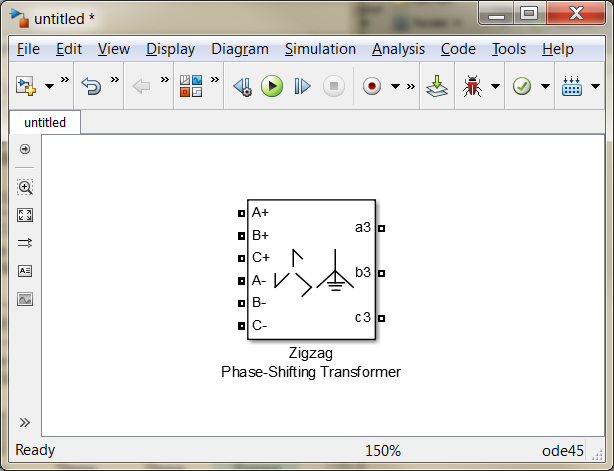 untitled *
File Edit View Display Diagram Simulation Analysis Code Tools Help
untitled
A+
B+
C+
A-
B-
C-
a3
b3
c3
Zigzag
Phase-Shifting Transformer
Ready 150% ode45